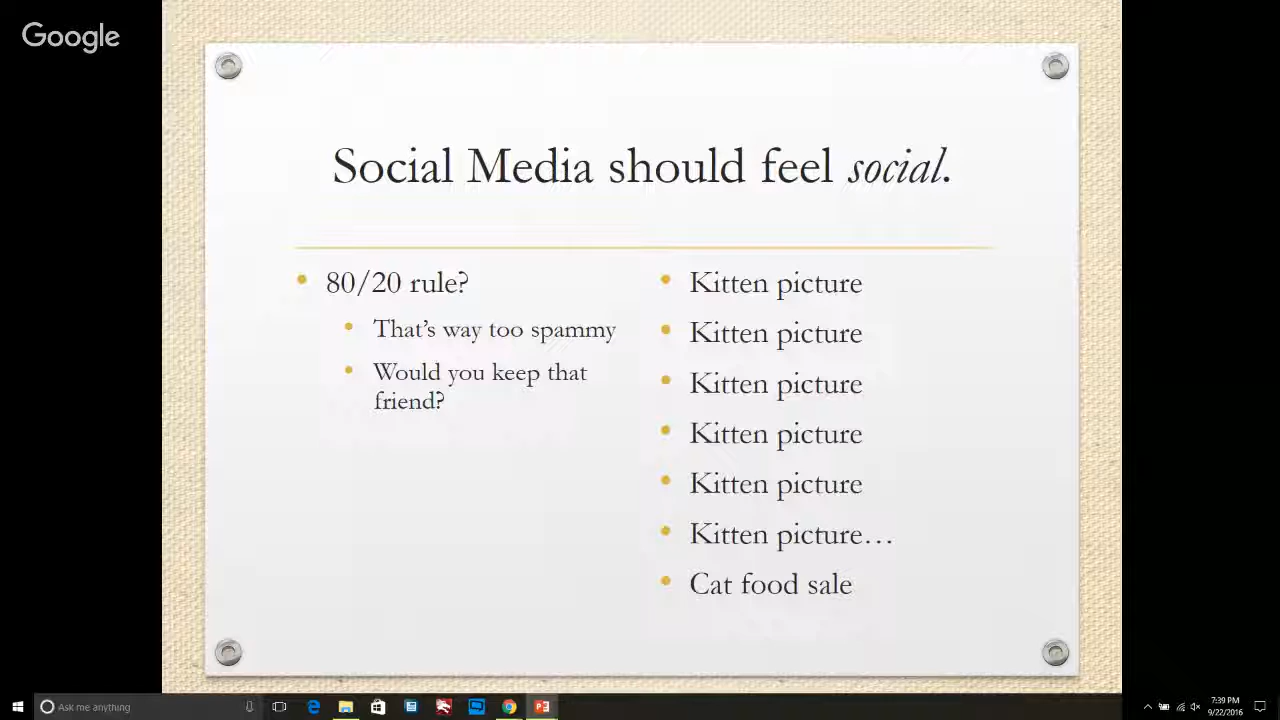 Google
Social Media should feel social.
80/20 rule?
That's way too spammy
Would you keep that
friend?
Kitten picture
Kitten picture
Kitten picture
Kitten picture
Kitten picture
Kitten picture…
Cat food sale
Ask me anything
7:39 PM
9/22/2016